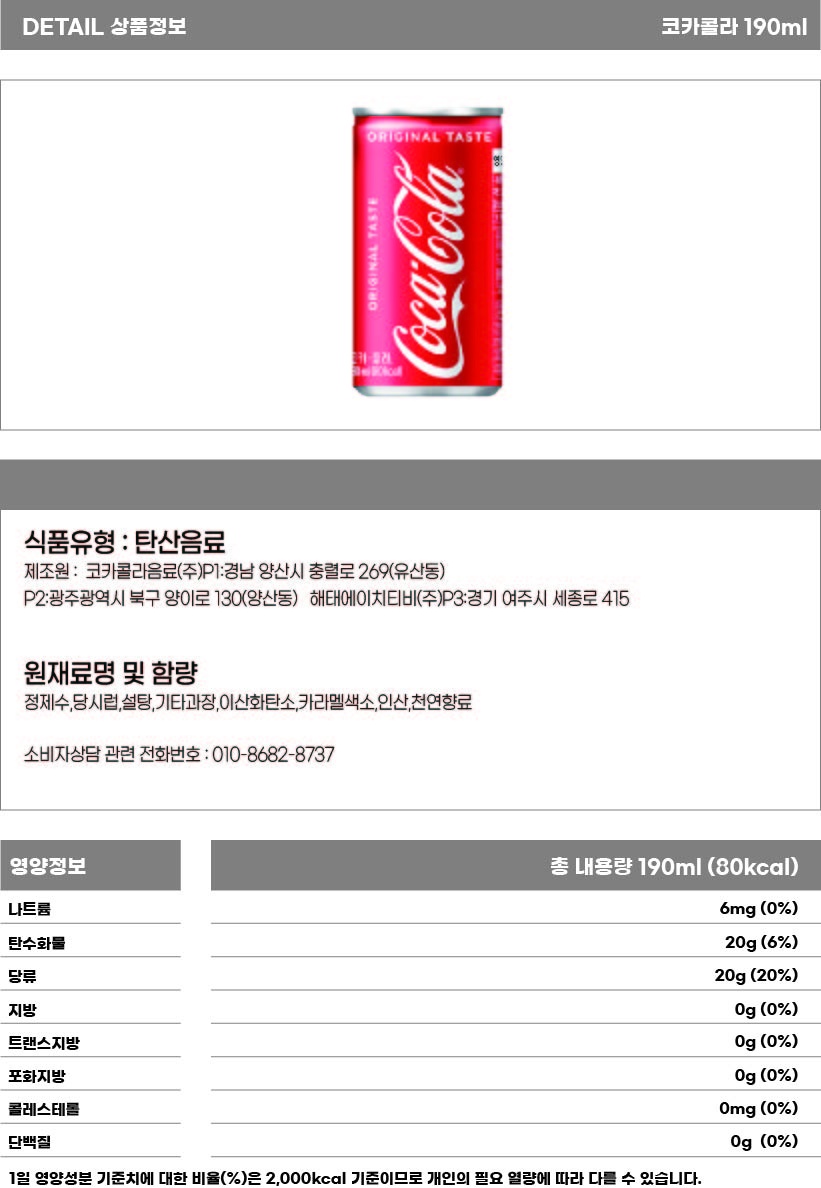 DETAIL 상품정보 코카콜라 190ml
ORIGINAL TASTE
ORIGINAL TASTE
Coca-Cola
식품유형 : 탄산음료
제조원 : 코카콜라음료(주)P1:경남 양산시 충렬로 269(유산동)
P2:광주광역시 북구 양이로 130(양산동) 해태에이치티비(주)P3:경기 여주시 세종로 415
원재료명 및 함량
정제수,당시럽,설탕,기타과장,이산화탄소,카라멜색소,인산,천연향료
소비자상담 관련 전화번호 : 010-8682-8737
영양정보 총 내용량 190ml (80kcal)
나트륨 6mg (0%)
탄수화물 20g (6%)
당류 20g (20%)
지방 0g (0%)
트랜스지방 0g (0%)
포화지방 0g (0%)
콜레스테롤 0mg (0%)
단백질 0g (0%)
1일 영양성분 기준치에 대한 비율(%)은 2,000kcal 기준이므로 개인의 필요 열량에 따라 다를 수 있습니다.